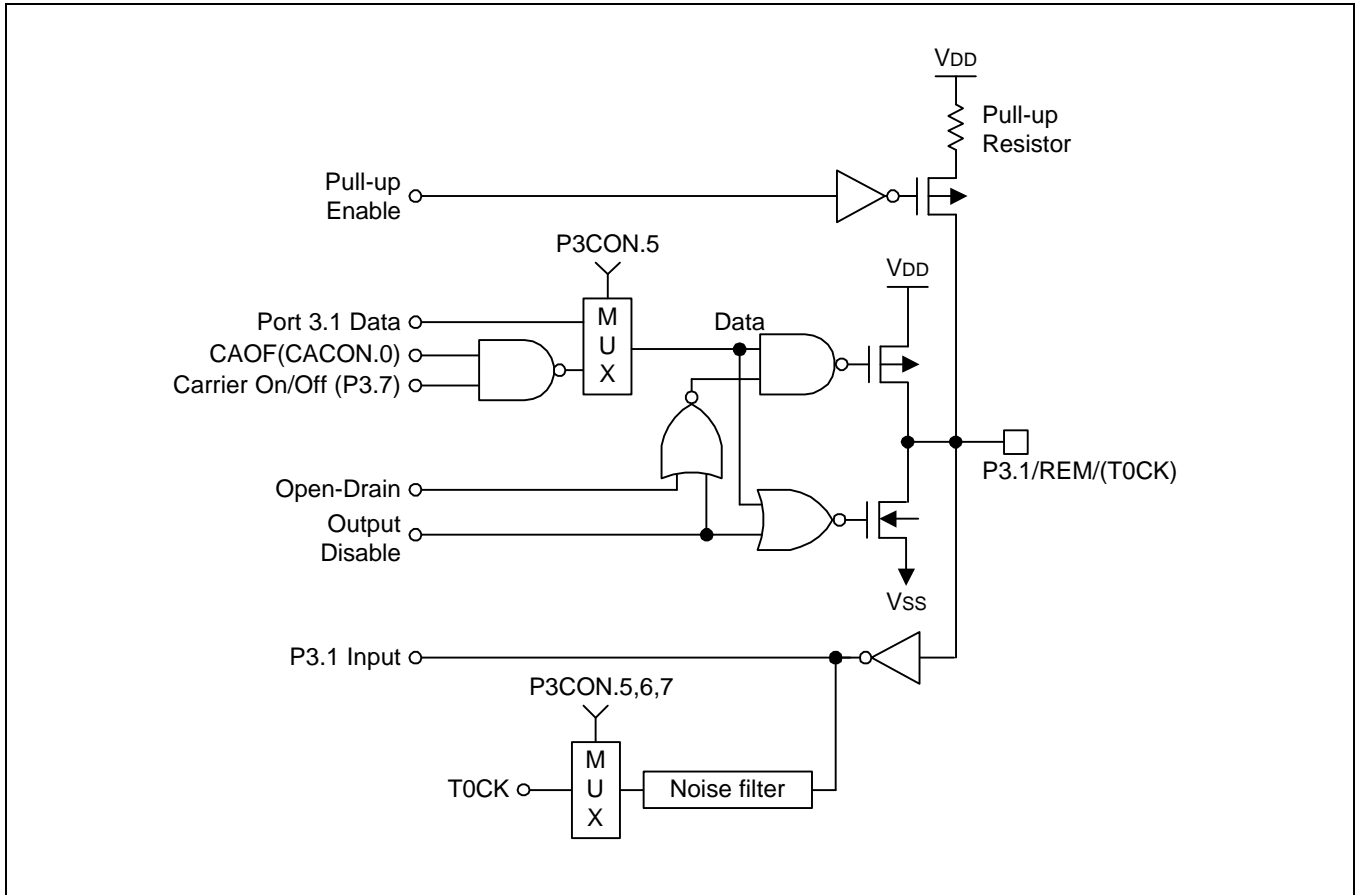 VDD
Pull-up
Resistor
Pull-up
Enable
P3CON.5
VDD
Port 3.1 Data
M
U
X
Data
CAOF(CACON.0)
Carrier On/Off (P3.7)
P3.1/REM/(T0CK)
Open-Drain
Output
Disable
VSS
P3.1 Input
P3CON.5,6,7
T0CK
M
U
X
Noise filter